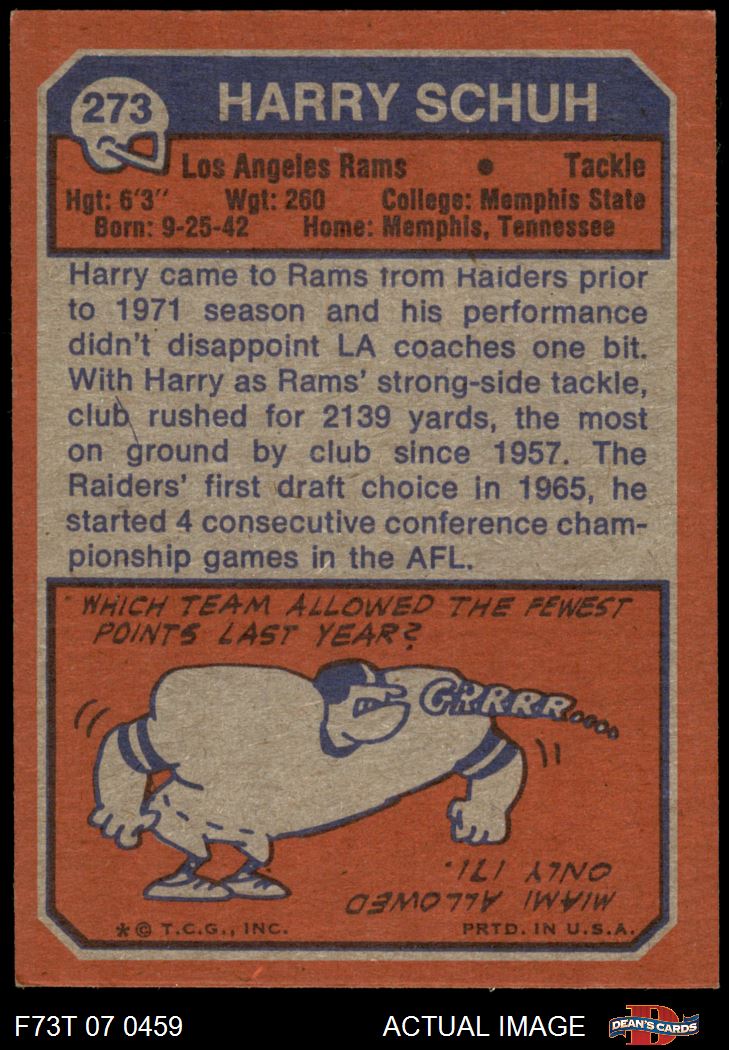 273
HARRY SCHUH
Los Angeles Rams • Tackle
Hgt: 6'3" Wgt: 260 College: Memphis State
Born: 9-25-42 Home: Memphis, Tennessee
Harry came to Rams from Raiders prior
to 1971 season and his performance
didn't disappoint LA coaches one bit.
With Harry as Rams' strong-side tackle,
club rushed for 2139 yards, the most
on ground by club since 1957. The
Raiders' first draft choice in 1965, he
started 4 consecutive conference cham-
pionship games in the AFL.
WHICH TEAM ALLOWED THE FEWEST
POINTS LAST YEAR?
GRRRR....
MIAMI ALLOWED
ONLY 171.
*© T.C.G., INC. PRTD. IN U.S.A.
F73T 07 0459 ACTUAL IMAGE DEAN'S CARDS